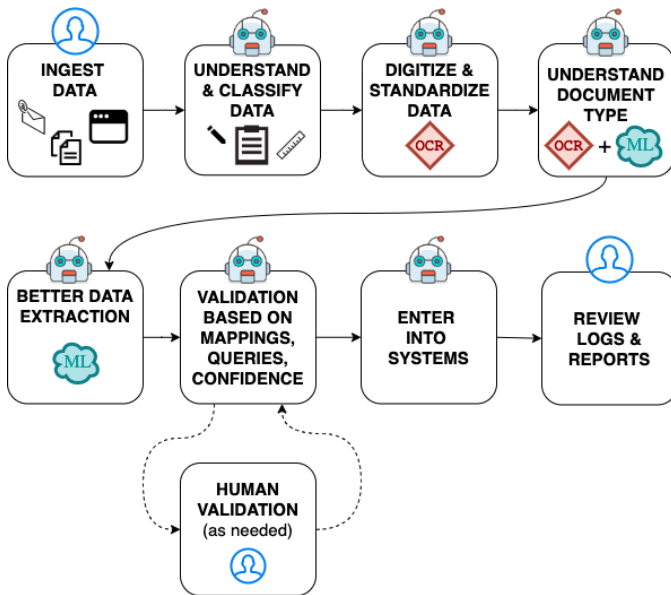 INGEST
DATA
UNDERSTAND
& CLASSIFY
DATA
DIGITIZE &
STANDARDIZE
DATA
OCR
UNDERSTAND
DOCUMENT
TYPE
OCR + ML
BETTER DATA
EXTRACTION
ML
VALIDATION
BASED ON
MAPPINGS,
QUERIES,
CONFIDENCE
ENTER
INTO
SYSTEMS
REVIEW
LOGS &
REPORTS
HUMAN
VALIDATION
(as needed)